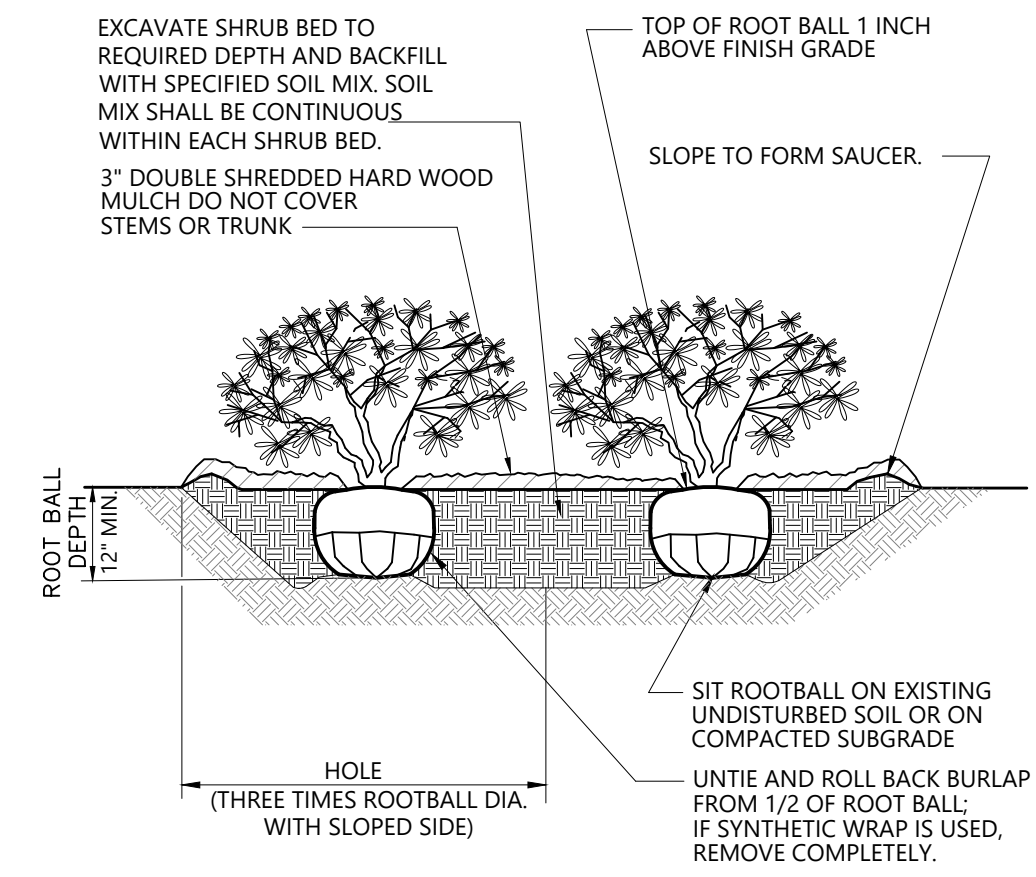 EXCAVATE SHRUB BED TO
REQUIRED DEPTH AND BACKFILL
WITH SPECIFIED SOIL MIX. SOIL
MIX SHALL BE CONTINUOUS
WITHIN EACH SHRUB BED.
3" DOUBLE SHREDDED HARD WOOD
MULCH DO NOT COVER
STEMS OR TRUNK
TOP OF ROOT BALL 1 INCH
ABOVE FINISH GRADE
SLOPE TO FORM SAUCER.
ROOT BALL
DEPTH
12" MIN.
HOLE
(THREE TIMES ROOTBALL DIA.
WITH SLOPED SIDE)
SIT ROOTBALL ON EXISTING
UNDISTURBED SOIL OR ON
COMPACTED SUBGRADE
UNTIE AND ROLL BACK BURLAP
FROM 1/2 OF ROOT BALL;
IF SYNTHETIC WRAP IS USED,
REMOVE COMPLETELY.